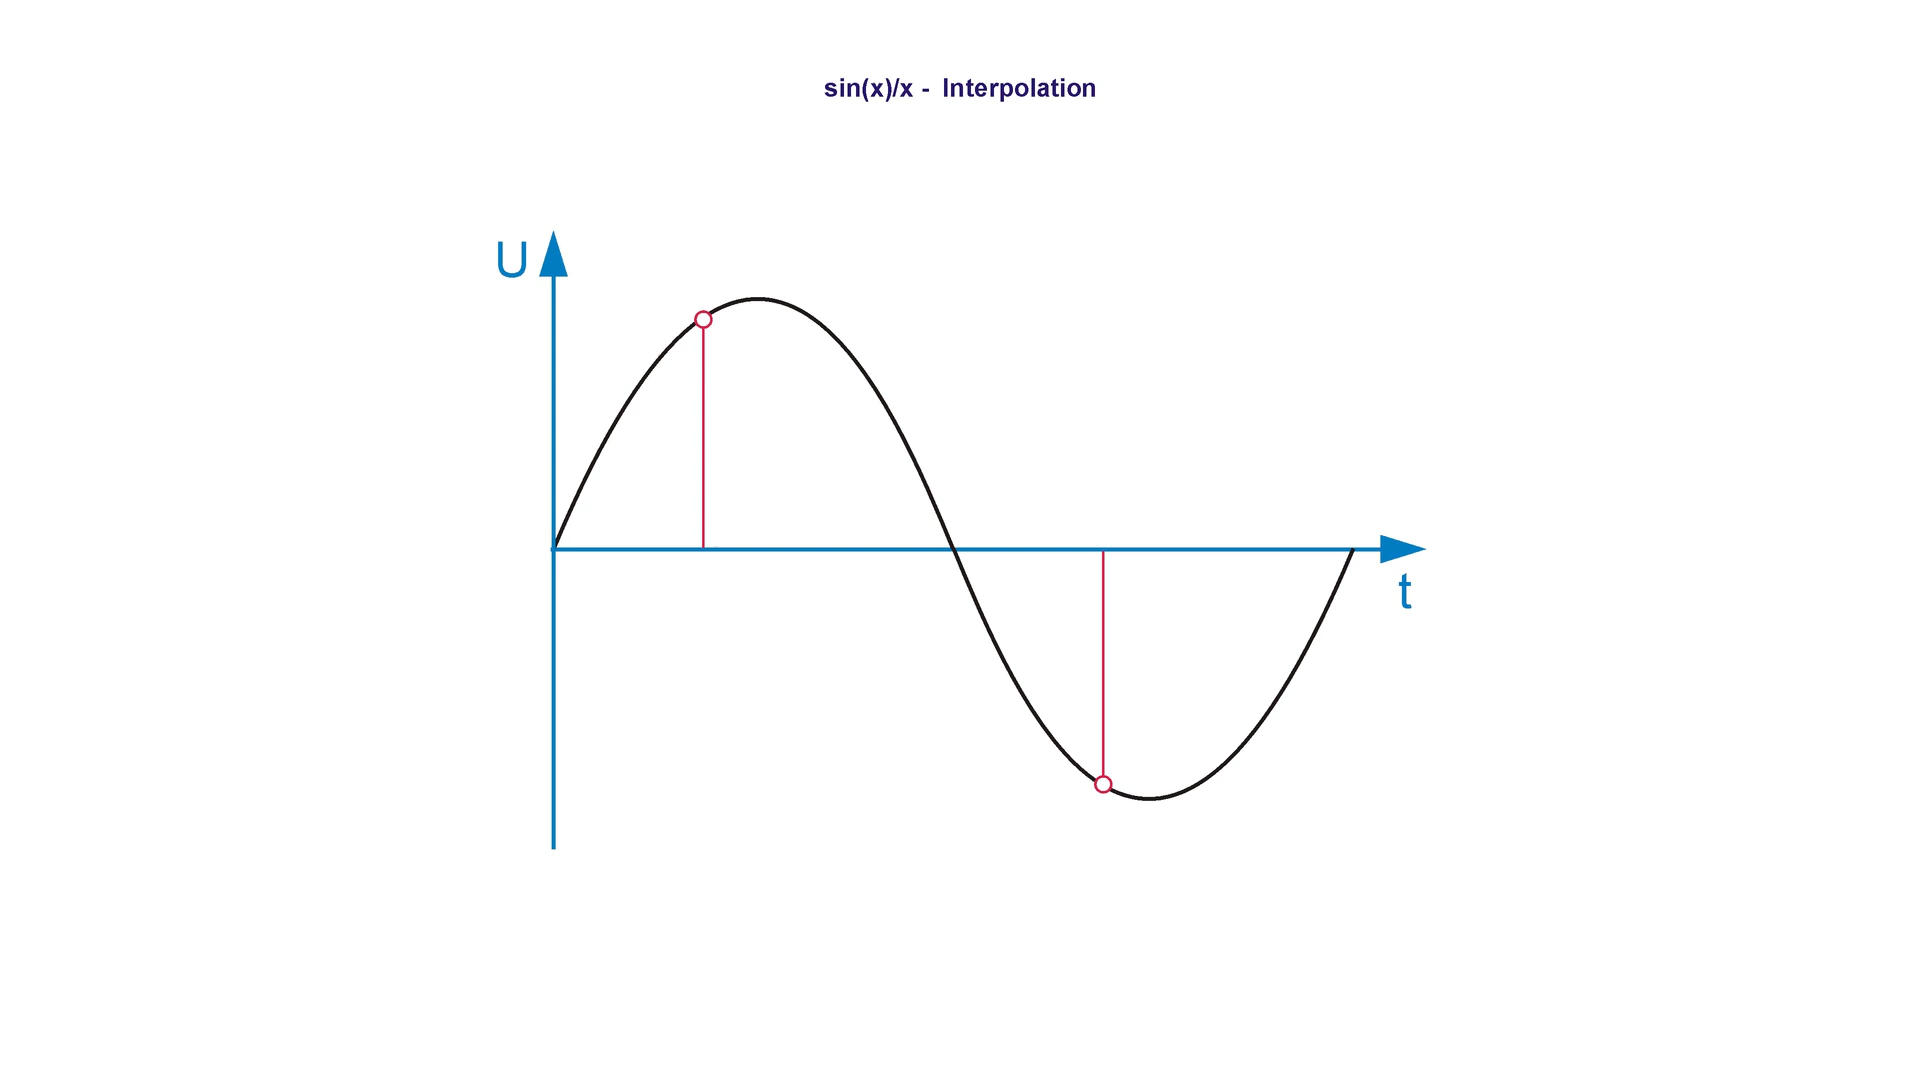 sin(x)/x - Interpolation
U
t